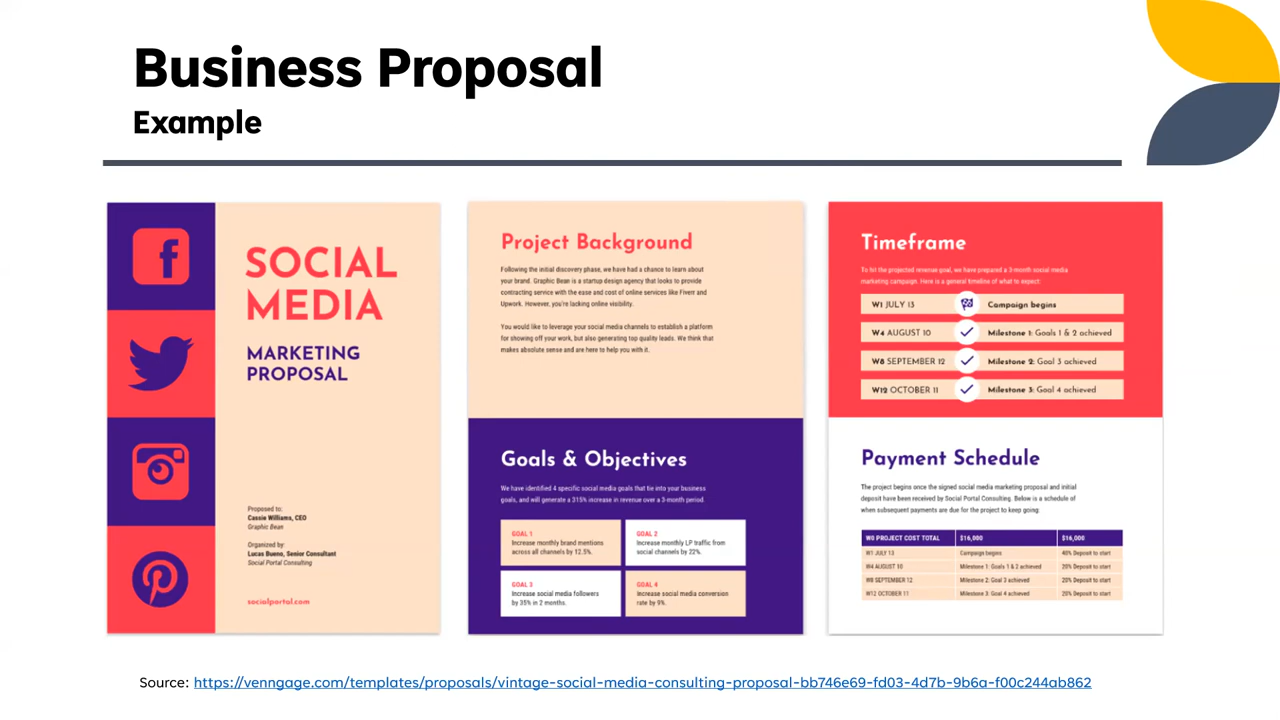 Business Proposal
Example
SOCIAL
MEDIA
MARKETING
PROPOSAL
Proposed to:
Cassie Williams, CEO
Graphic Bean
Organized by:
Lucas Bueno, Senior Consultant
Social Portal Consulting
socialportal.com
Project Background
Following the initial discovery phase, we have had a chance to learn about
your brand. Graphic Bean is a startup design agency that looks to provide
contracting service with the ease and cost of online services like Fiverr and
Upwork. However, you're lacking online visibility.
You would like to leverage your social media channels to establish a platform
for showing off your work, but also generating top quality leads. We think that
makes absolute sense and are here to help you with it.
Goals & Objectives
We have identified 4 specific social media goals that tie into your business
goals, and will generate a 315% increase in revenue over a 3-month period.
GOAL 1
Increase monthly brand mentions
across all channels by 12.5%.
GOAL 2
Increase monthly LP traffic from
social channels by 22%.
GOAL 3
Increase social media followers
by 35% in 2 months.
GOAL 4
Increase social media conversion
rate by 9%.
Timeframe
To hit the projected revenue goal, we have prepared a 3-month social media
marketing campaign. Here is a general timeline of what to expect:
W1 JULY 13 Campaign begins
W4 AUGUST 10 Milestone 1: Goals 1 & 2 achieved
W8 SEPTEMBER 12 Milestone 2: Goal 3 achieved
W12 OCTOBER 11 Milestone 3: Goal 4 achieved
Payment Schedule
The project begins once the signed social media marketing proposal and initial
deposit have been received by Social Portal Consulting. Below is a schedule of
when subsequent payments are due for the project to keep going:
W0 PROJECT COST TOTAL $16,000 $16,000
W1 JULY 13 Campaign begins 40% Deposit to start
W4 AUGUST 10 Milestone 1: Goals 1 & 2 achieved 20% Deposit to start
W8 SEPTEMBER 12 Milestone 2: Goal 3 achieved 20% Deposit to start
W12 OCTOBER 11 Milestone 3: Goal 4 achieved 20% Deposit to start
Source: https://venngage.com/templates/proposals/vintage-social-media-consulting-proposal-bb746e69-fd03-4d7b-9b6a-f00c244ab862